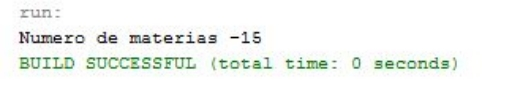 run:
Numero de materias -15
BUILD SUCCESSFUL (total time: 0 seconds)